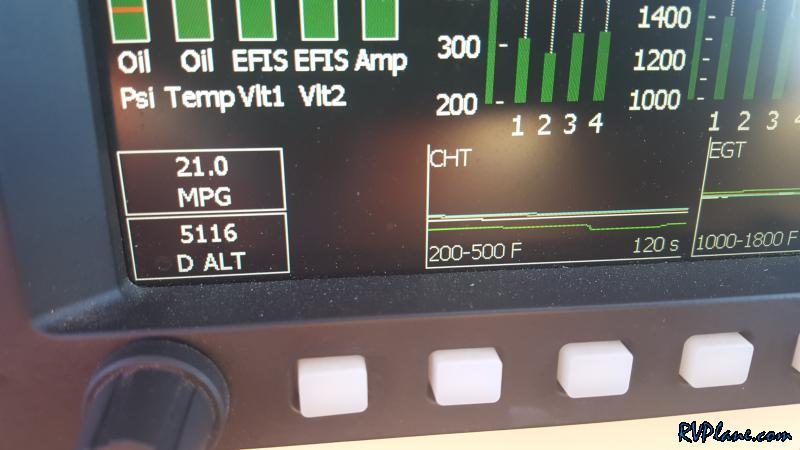 Oil Oil EFIS EFIS Amp
Psi Temp Vlt1 Vlt2
300
200
1 2 3 4
1400
1200
1000
1 2 3
21.0
MPG
5116
D ALT
CHT
200-500 F 120 s
EGT
1000-1800 F
RVPlane.com